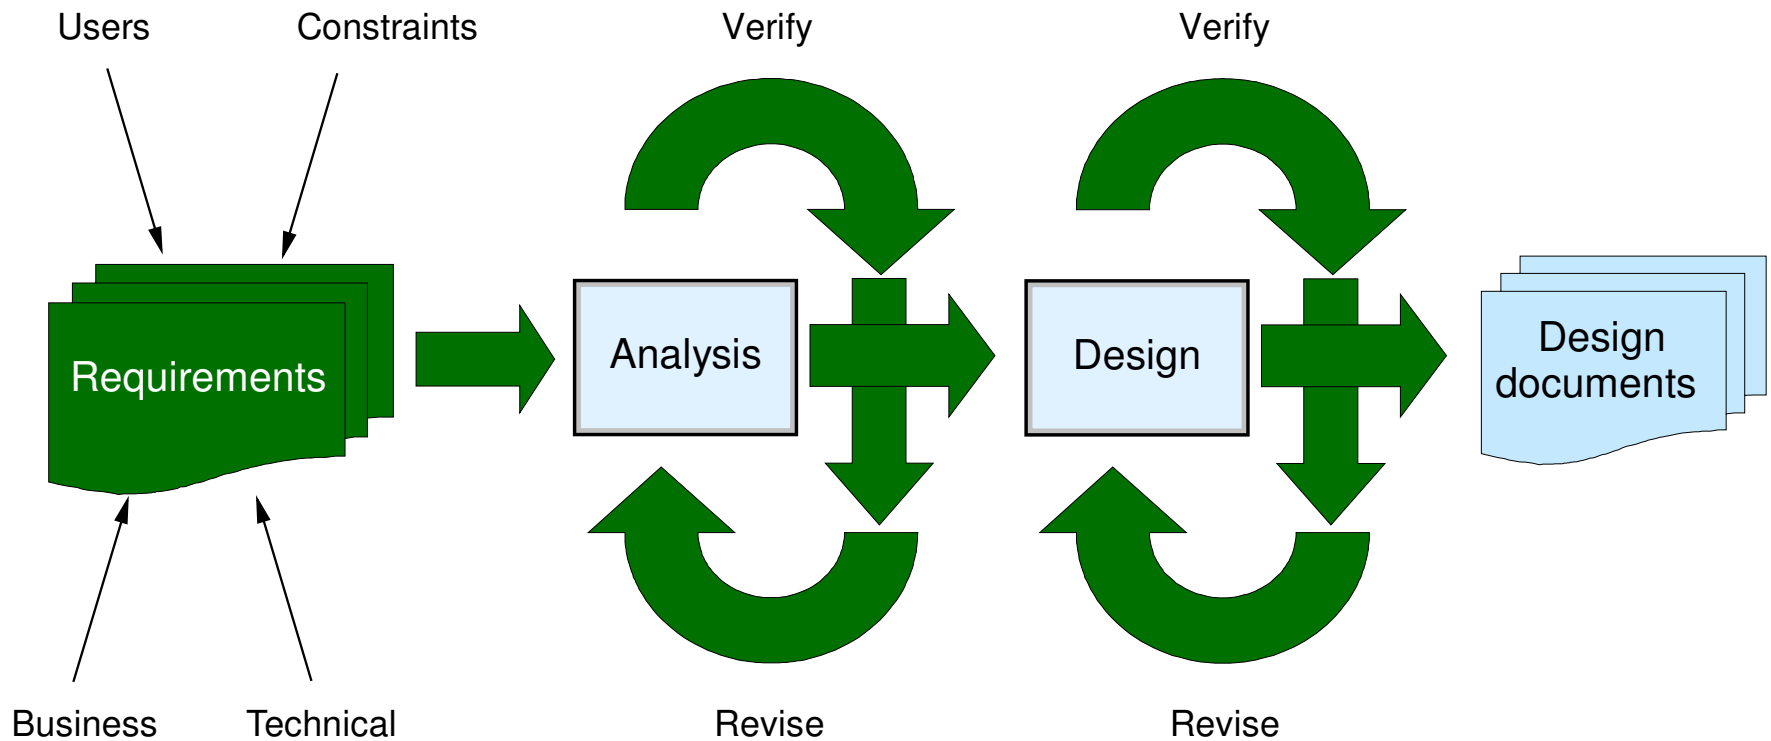 Users
Constraints
Verify
Verify
Requirements
Analysis
Design
Design
documents
Business
Technical
Revise
Revise